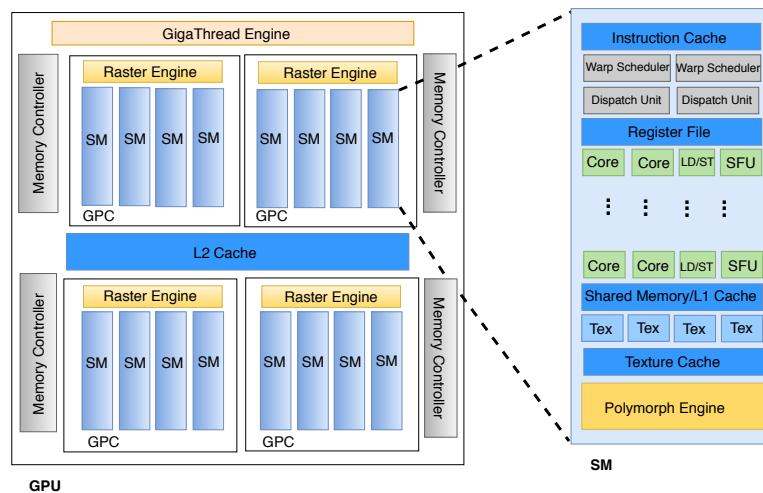 GigaThread Engine
Memory Controller
Raster Engine
SM SM SM SM
GPC
Raster Engine
SM SM SM SM
GPC
Memory Controller
L2 Cache
Memory Controller
Raster Engine
SM SM SM SM
GPC
Raster Engine
SM SM SM SM
GPC
Memory Controller
GPU
Instruction Cache
Warp Scheduler Warp Scheduler
Dispatch Unit Dispatch Unit
Register File
Core Core LD/ST SFU
Core Core LD/ST SFU
Shared Memory/L1 Cache
Tex Tex Tex Tex
Texture Cache
Polymorph Engine
SM